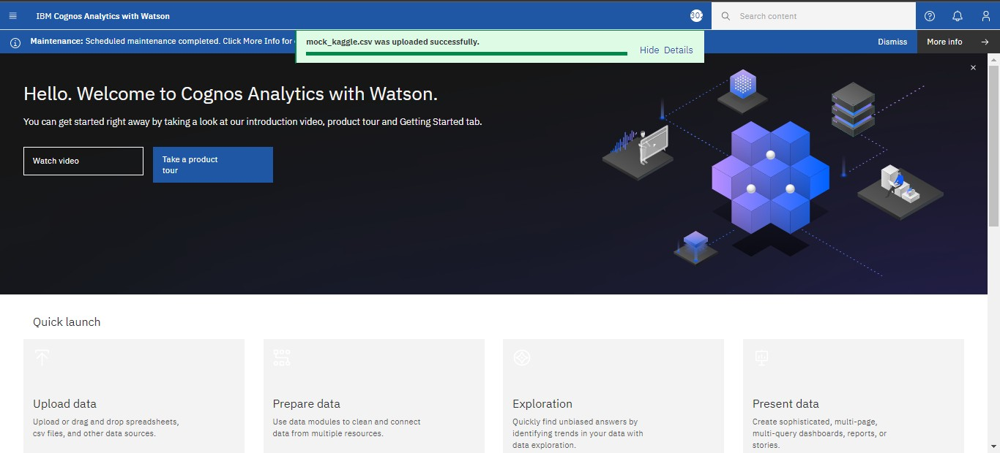 IBM Cognos Analytics with Watson
302
Search content
Maintenance: Scheduled maintenance completed. Click More Info for
mock_kaggle.csv was uploaded successfully.
Hide Details
Dismiss
More info
Hello. Welcome to Cognos Analytics with Watson.
You can get started right away by taking a look at our introduction video, product tour and Getting Started tab.
Watch video
Take a product
tour
Quick launch
Upload data
Upload or drag and drop spreadsheets,
csv files, and other data sources.
Prepare data
Use data modules to clean and connect
data from multiple resources.
Exploration
Quickly find unbiased answers by
identifying trends in your data with
data exploration.
Present data
Create sophisticated, multi-page,
multi-query dashboards, reports, or
stories.